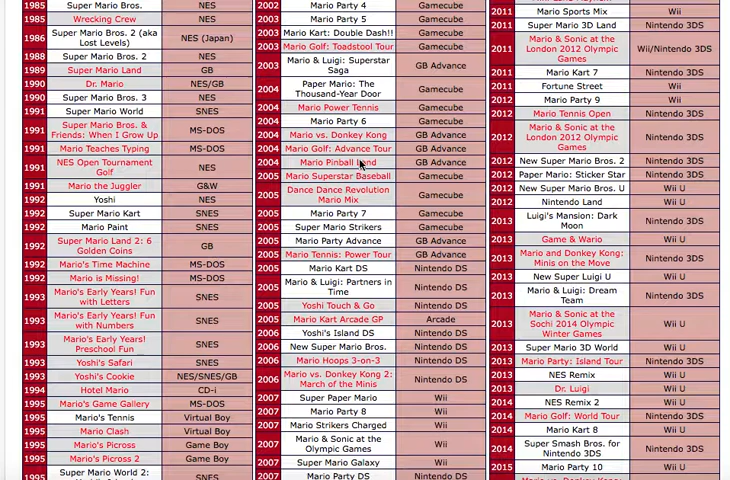 1985 Super Mario Bros. NES
1985 Wrecking Crew NES
1986 Super Mario Bros. 2 (aka
Lost Levels) NES (Japan)
1988 Super Mario Bros. 2 NES
1989 Super Mario Land GB
1990 Dr. Mario NES/GB
1990 Super Mario Bros. 3 NES
1991 Super Mario World SNES
1991 Super Mario Bros. &
Friends: When I Grow Up MS-DOS
1991 Mario Teaches Typing MS-DOS
1991 NES Open Tournament
Golf NES
1991 Mario the Juggler G&W
1992 Yoshi NES
1992 Super Mario Kart SNES
1992 Mario Paint SNES
1992 Super Mario Land 2: 6
Golden Coins GB
1992 Mario's Time Machine MS-DOS
1992 Mario is Missing! MS-DOS
1993 Mario's Early Years! Fun
with Letters SNES
1993 Mario's Early Years! Fun
with Numbers SNES
1993 Mario's Early Years!
Preschool Fun SNES
1993 Yoshi's Safari SNES
1993 Yoshi's Cookie NES/SNES/GB
1994 Hotel Mario CD-i
1995 Mario's Game Gallery MS-DOS
1995 Mario's Tennis Virtual Boy
1995 Mario Clash Virtual Boy
1995 Mario's Picross Game Boy
1995 Mario's Picross 2 Game Boy
1995 Super Mario World 2: SNES
2002 Mario Party 4 Gamecube
2003 Mario Party 5 Gamecube
2003 Mario Kart: Double Dash!! Gamecube
2003 Mario Golf: Toadstool Tour Gamecube
2003 Mario & Luigi: Superstar
Saga GB Advance
2004 Paper Mario: The
Thousand-Year Door Gamecube
2004 Mario Power Tennis Gamecube
2004 Mario Party 6 Gamecube
2004 Mario vs. Donkey Kong GB Advance
2004 Mario Golf: Advance Tour GB Advance
2004 Mario Pinball Land GB Advance
2005 Mario Superstar Baseball Gamecube
2005 Dance Dance Revolution
Mario Mix Gamecube
2005 Mario Party 7 Gamecube
2005 Super Mario Strikers Gamecube
2005 Mario Party Advance GB Advance
2005 Mario Tennis: Power Tour GB Advance
2005 Mario Kart DS Nintendo DS
2005 Mario & Luigi: Partners in
Time Nintendo DS
2005 Yoshi Touch & Go Nintendo DS
2005 Mario Kart Arcade GP Arcade
2006 Yoshi's Island DS Nintendo DS
2006 New Super Mario Bros. Nintendo DS
2006 Mario Hoops 3-on-3 Nintendo DS
2006 Mario vs. Donkey Kong 2:
March of the Minis Nintendo DS
2007 Super Paper Mario Wii
2007 Mario Party 8 Wii
2007 Mario Strikers Charged Wii
2007 Mario & Sonic at the
Olympic Games Wii
2007 Super Mario Galaxy Wii
2007 Mario Party DS Nintendo DS
2011 Mario Sports Mix Wii
2011 Super Mario 3D Land Nintendo 3DS
2011 Mario & Sonic at the
London 2012 Olympic
Games Wii/Nintendo 3DS
2011 Mario Kart 7 Nintendo 3DS
2011 Fortune Street Wii
2012 Mario Party 9 Wii
2012 Mario Tennis Open Nintendo 3DS
2012 Mario & Sonic at the
London 2012 Olympic
Games Nintendo 3DS
2012 New Super Mario Bros. 2 Nintendo 3DS
2012 Paper Mario: Sticker Star Nintendo 3DS
2012 New Super Mario Bros. U Wii U
2012 Nintendo Land Wii U
2013 Luigi's Mansion: Dark
Moon Nintendo 3DS
2013 Game & Wario Wii U
2013 Mario and Donkey Kong:
Minis on the Move Nintendo 3DS
2013 New Super Luigi U Wii U
2013 Mario & Luigi: Dream
Team Nintendo 3DS
2013 Mario & Sonic at the
Sochi 2014 Olympic
Winter Games Wii U
2013 Super Mario 3D World Wii U
2013 Mario Party: Island Tour Nintendo 3DS
2013 NES Remix Wii U
2013 Dr. Luigi Wii U
2014 NES Remix 2 Wii U
2014 Mario Golf: World Tour Nintendo 3DS
2014 Mario Kart 8 Wii U
2014 Super Smash Bros. for
Nintendo 3DS Nintendo 3DS
2015 Mario Party 10 Wii U